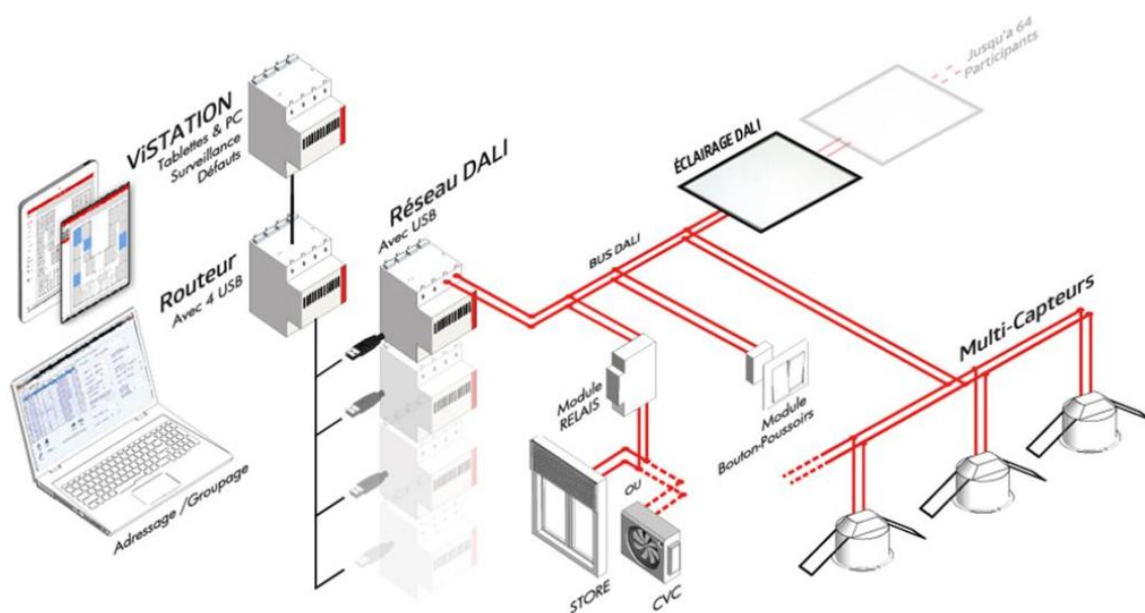 ViSTATION
Tablettes & PC
Surveillance
Défauts
Routeur
Avec 4 USB
Adressage /Groupage
Réseau DALI
Avec USB
BUS DALI
ÉCLAIRAGE DALI
Jusqu'a 64
Participants
Module
RELAIS
Module
Bouton-Poussoirs
Multi-Capteurs
OU
STORE
CVC